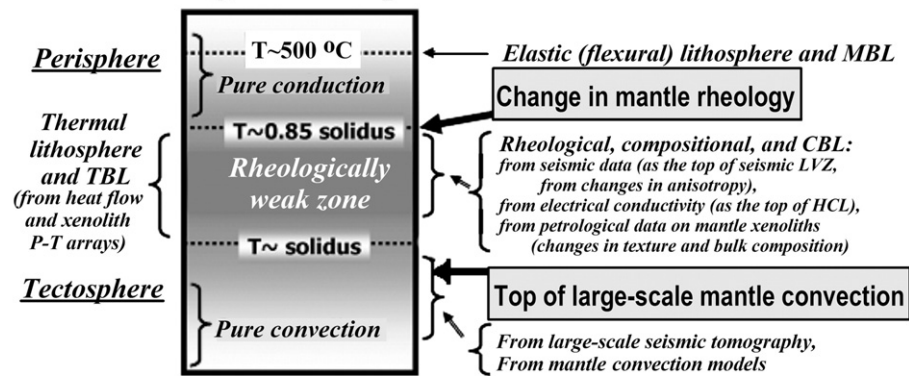 Perisphere
T~500 °C
Pure conduction
Elastic (flexural) lithosphere and MBL
Change in mantle rheology
T~0.85 solidus
Thermal
lithosphere
and TBL
(from heat flow
and xenolith
P-T arrays)
Rheologically
weak zone
Rheological, compositional, and CBL:
from seismic data (as the top of seismic LVZ,
from changes in anisotropy),
from electrical conductivity (as the top of HCL),
from petrological data on mantle xenoliths
(changes in texture and bulk composition)
T~ solidus
Tectosphere
Pure convection
Top of large-scale mantle convection
From large-scale seismic tomography,
From mantle convection models